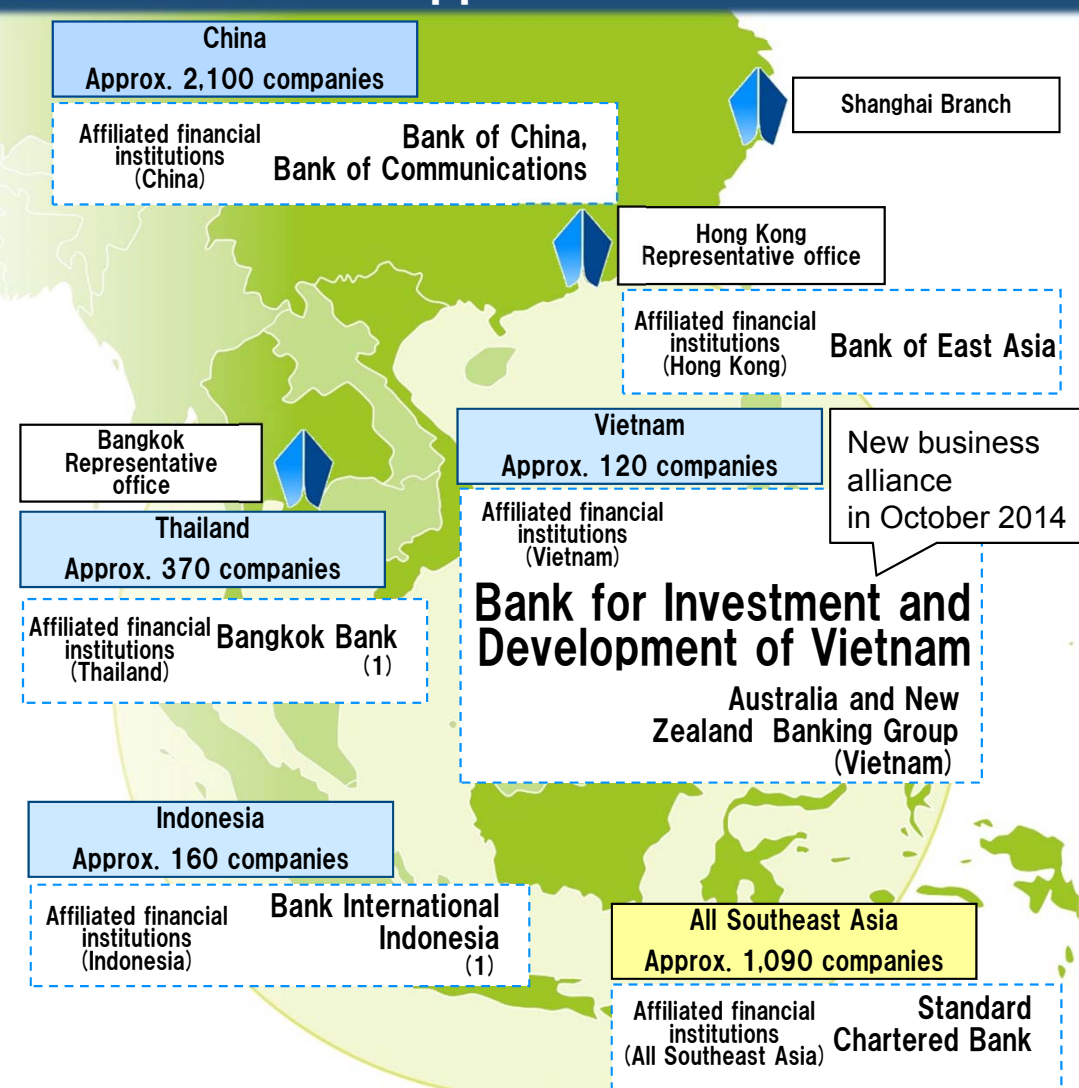 China
Approx. 2,100 companies
Affiliated financial
institutions
(China)
Bank of China,
Bank of Communications
Shanghai Branch
Hong Kong
Representative office
Affiliated financial
institutions
(Hong Kong)
Bank of East Asia
Bangkok
Representative
office
Thailand
Approx. 370 companies
Affiliated financial
institutions
(Thailand)
Bangkok Bank
(1)
Vietnam
Approx. 120 companies
New business
alliance
in October 2014
Affiliated financial
institutions
(Vietnam)
Bank for Investment and
Development of Vietnam
Australia and New
Zealand Banking Group
(Vietnam)
Indonesia
Approx. 160 companies
Affiliated financial
institutions
(Indonesia)
Bank International
Indonesia
(1)
All Southeast Asia
Approx. 1,090 companies
Affiliated financial
institutions
(All Southeast Asia)
Standard
Chartered Bank